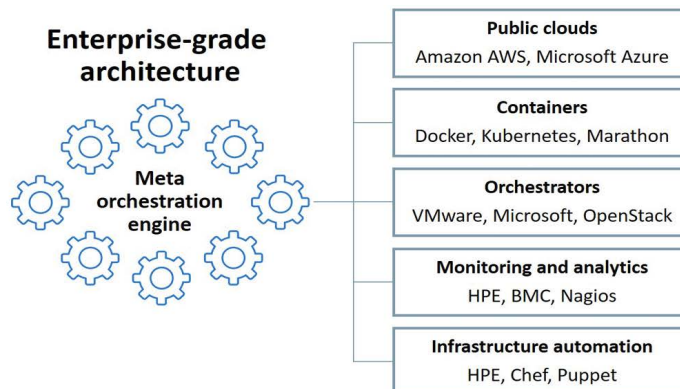 Enterprise-grade
architecture
Meta
orchestration
engine
Public clouds
Amazon AWS, Microsoft Azure
Containers
Docker, Kubernetes, Marathon
Orchestrators
VMware, Microsoft, OpenStack
Monitoring and analytics
HPE, BMC, Nagios
Infrastructure automation
HPE, Chef, Puppet